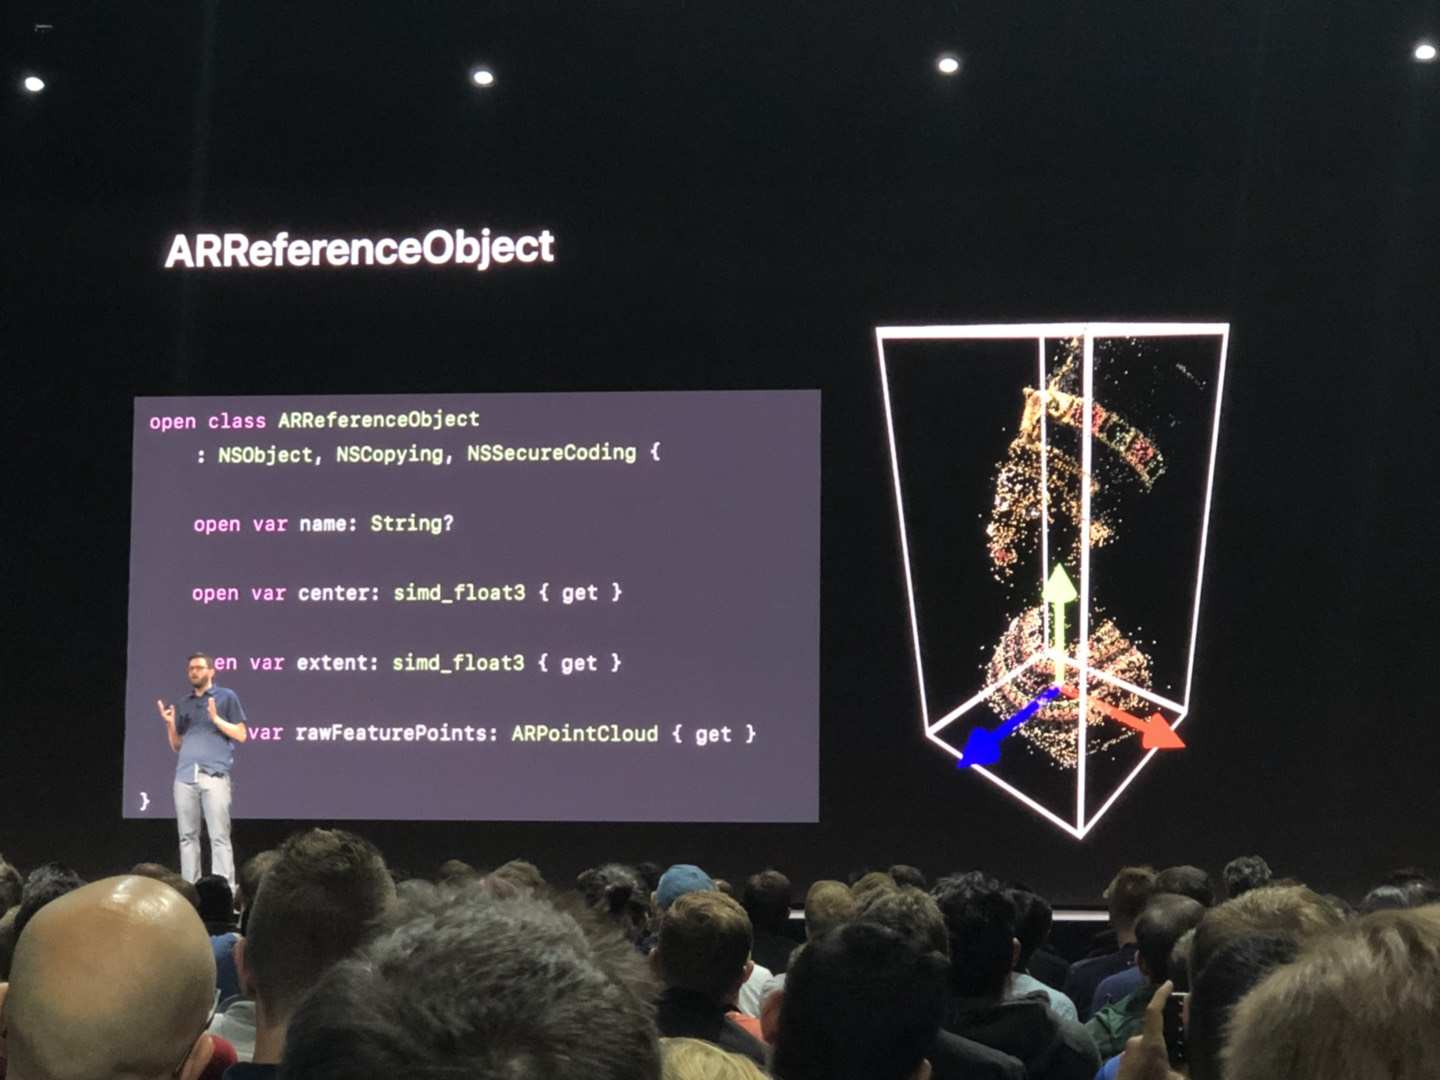 ARReferenceObject
open class ARReferenceObject
: NSObject, NSCopying, NSSecureCoding {
open var name: String?
open var center: simd_float3 { get }
en var extent: simd_float3 { get }
var rawFeaturePoints: ARPointCloud { get }
}